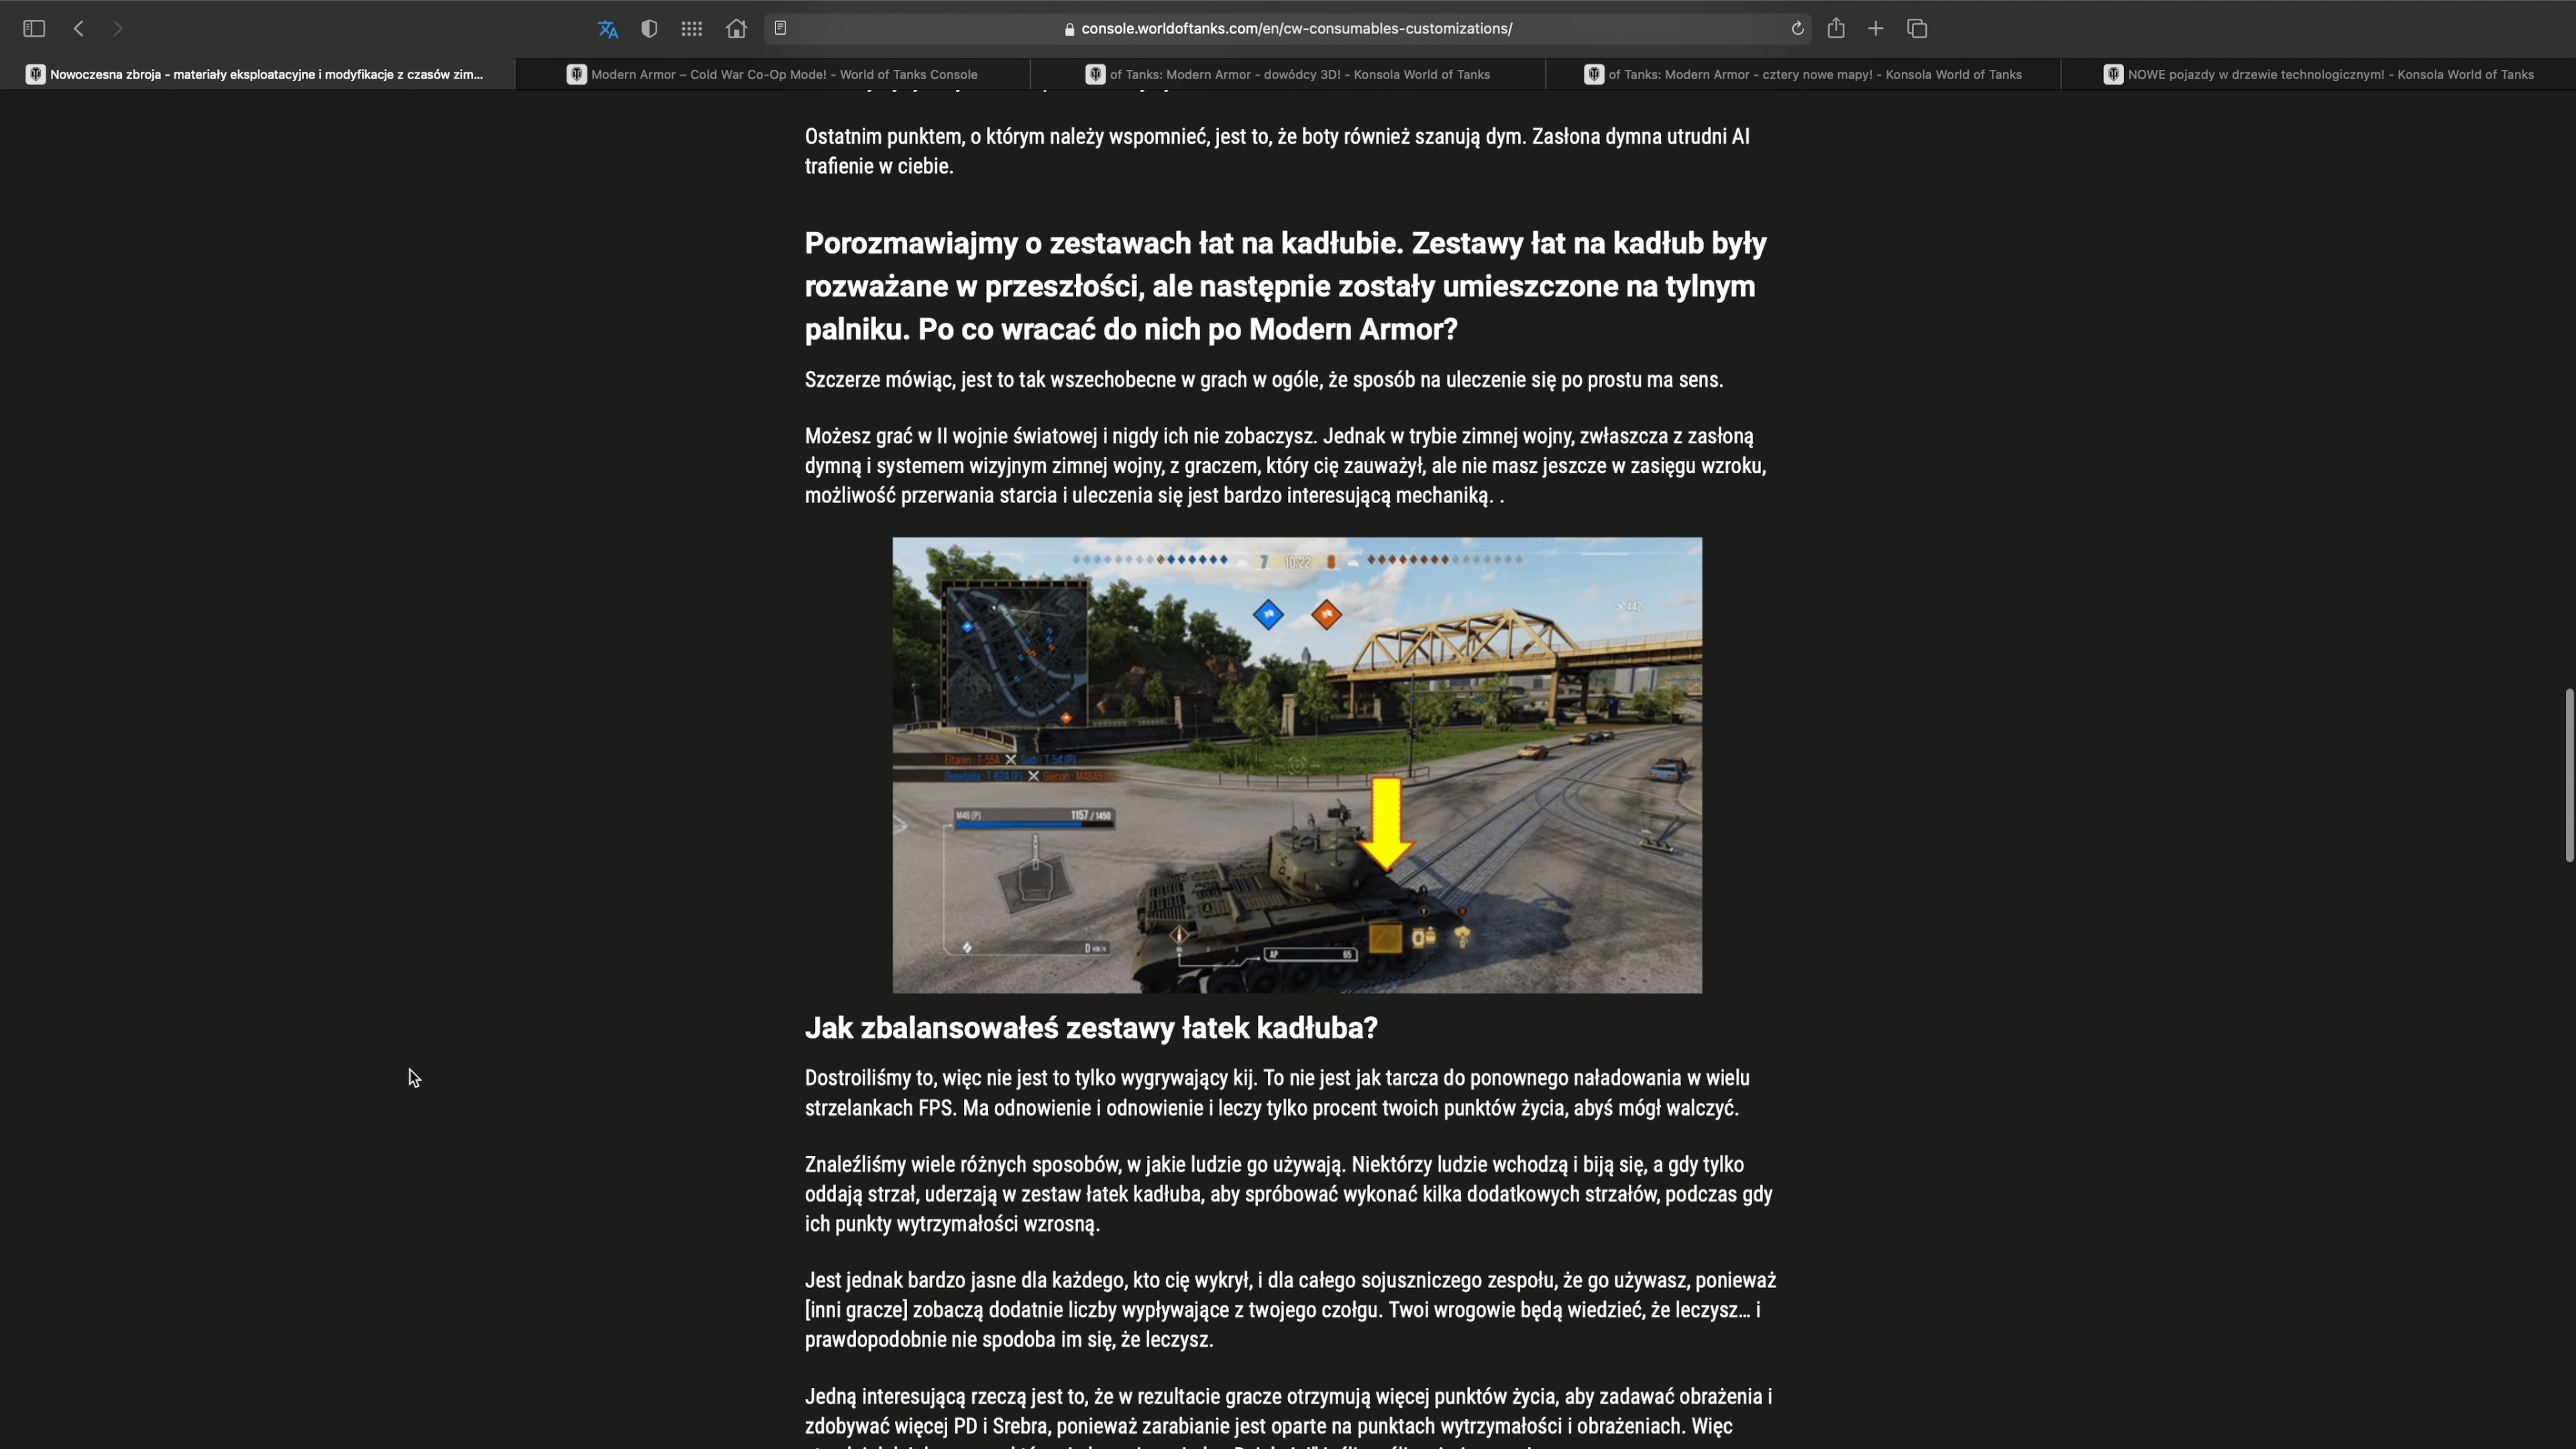 console.worldoftanks.com/en/cw-consumables-customizations/
Nowoczesna zbroja - materiały eksploatacyjne i modyfikacje z czasów zim...
Modern Armor – Cold War Co-Op Mode! - World of Tanks Console
of Tanks: Modern Armor - dowódcy 3D! - Konsola World of Tanks
of Tanks: Modern Armor - cztery nowe mapy! - Konsola World of Tanks
NOWE pojazdy w drzewie technologicznym! - Konsola World of Tanks
Ostatnim punktem, o którym należy wspomnieć, jest to, że boty również szanują dym. Zasłona dymna utrudni AI
trafienie w ciebie.
Porozmawiajmy o zestawach łat na kadłubie. Zestawy łat na kadłub były
rozważane w przeszłości, ale następnie zostały umieszczone na tylnym
palniku. Po co wracać do nich po Modern Armor?
Szczerze mówiąc, jest to tak wszechobecne w grach w ogóle, że sposób na uleczenie się po prostu ma sens.
Możesz grać w II wojnie światowej i nigdy ich nie zobaczysz. Jednak w trybie zimnej wojny, zwłaszcza z zasłoną
dymną i systemem wizyjnym zimnej wojny, z graczem, który cię zauważył, ale nie masz jeszcze w zasięgu wzroku,
możliwość przerwania starcia i uleczenia się jest bardzo interesującą mechaniką. .
7 10:22 8
442
Eltanin T-55A T-54 (P)
Denebola T-62A (P) Gienah
M46 (P) 1157 / 1450
0
AP 65
Jak zbalansowałeś zestawy łatek kadłuba?
Dostroiliśmy to, więc nie jest to tylko wygrywający kij. To nie jest jak tarcza do ponownego naładowania w wielu
strzelankach FPS. Ma odnowienie i odnowienie i leczy tylko procent twoich punktów życia, abyś mógł walczyć.
Znaleźliśmy wiele różnych sposobów, w jakie ludzie go używają. Niektórzy ludzie wchodzą i biją się, a gdy tylko
oddają strzał, uderzają w zestaw łatek kadłuba, aby spróbować wykonać kilka dodatkowych strzałów, podczas gdy
ich punkty wytrzymałości wzrosną.
Jest jednak bardzo jasne dla każdego, kto cię wykrył, i dla całego sojuszniczego zespołu, że go używasz, ponieważ
[inni gracze] zobaczą dodatnie liczby wypływające z twojego czołgu. Twoi wrogowie będą wiedzieć, że leczysz... i
prawdopodobnie nie spodoba im się, że leczysz.
Jedną interesującą rzeczą jest to, że w rezultacie gracze otrzymują więcej punktów życia, aby zadawać obrażenia i
zdobywać więcej PD i Srebra, ponieważ zarabianie jest oparte na punktach wytrzymałości i obrażeniach. Więc